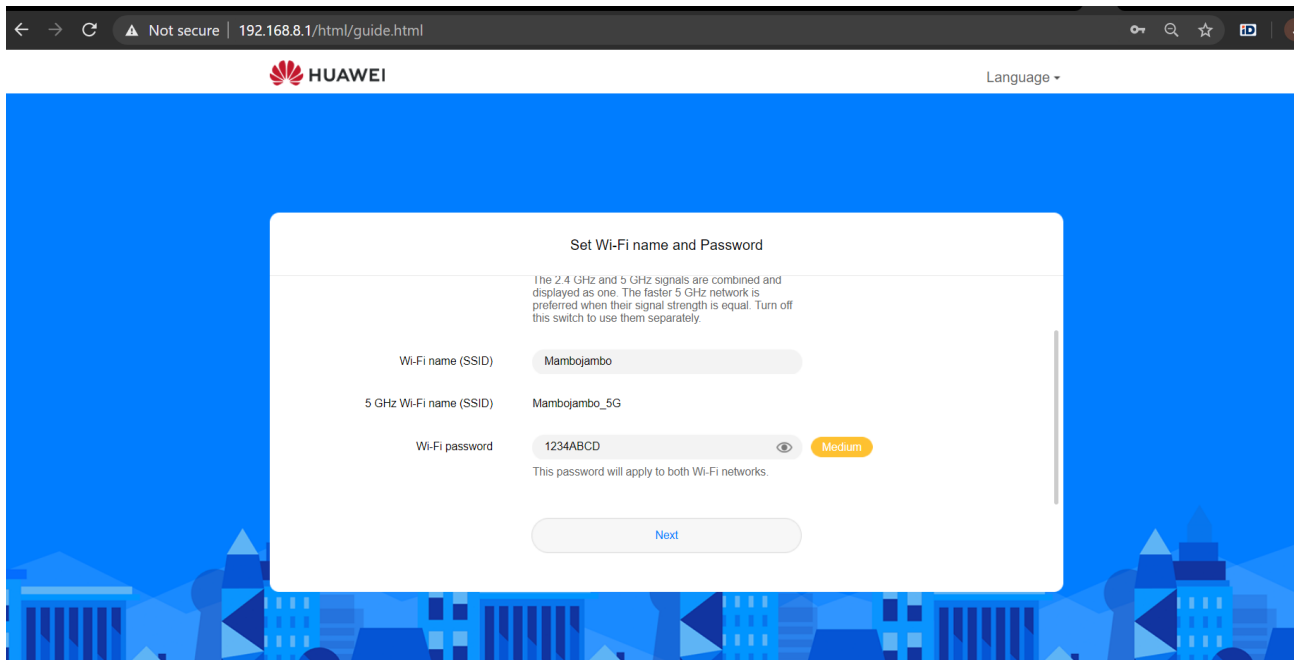 Not secure | 192.168.8.1/html/guide.html
HUAWEI
Language
Set Wi-Fi name and Password
The 2.4 GHz and 5 GHz signals are combined and
displayed as one. The faster 5 GHz network is
preferred when their signal strength is equal. Turn off
this switch to use them separately.
Wi-Fi name (SSID) Mambojambo
5 GHz Wi-Fi name (SSID) Mambojambo_5G
Wi-Fi password 1234ABCD Medium
This password will apply to both Wi-Fi networks.
Next